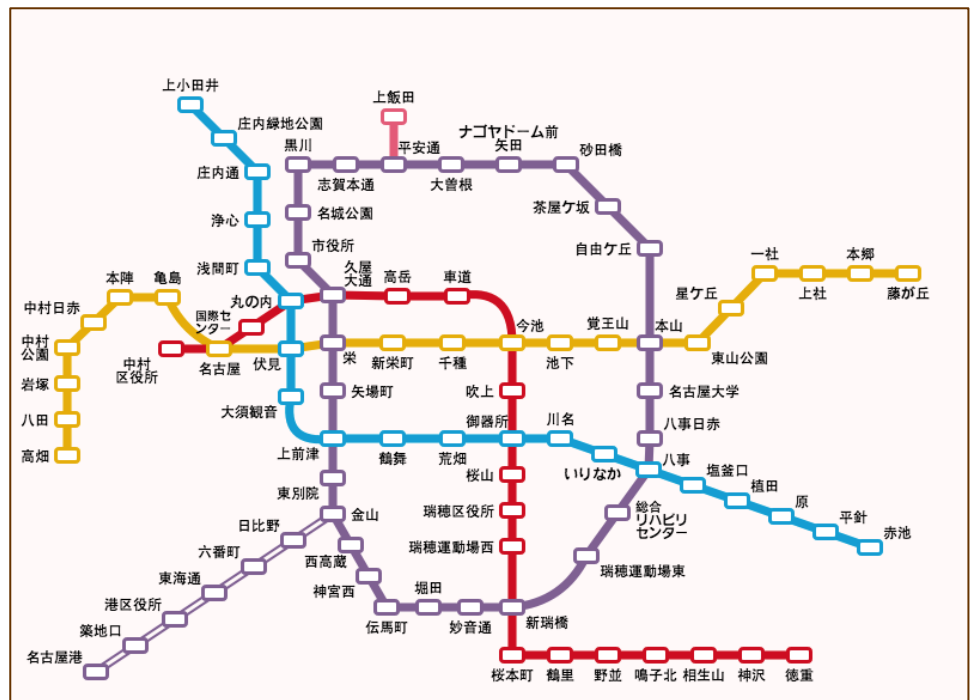 上小田井
上飯田
庄内緑地公園
ナゴヤドーム前
黒川
平安通
矢田
砂田橋
庄内通
志賀本通
大曽根
茶屋ケ坂
浄心
名城公園
市役所
自由ケ丘
浅間町
久屋
大通
高岳
車道
一社
本郷
本陣
亀島
丸の内
星ケ丘
上社
藤が丘
中村日赤
国際セ
ンター
今池
覚王山
本山
中村
公園
中村
区役所
名古屋
伏見
栄
新栄町
千種
池下
東山公園
岩塚
矢場町
吹上
名古屋大学
大須観音
八田
御器所
川名
八事日赤
高畑
上前津
鶴舞
荒畑
いりなか
八事
塩釜口
東別院
桜山
植田
日比野
金山
瑞穂区役所
総合
リハビリ
センター
原
平針
赤池
六番町
西高蔵
瑞穂運動場西
瑞穂運動場東
東海通
神宮西
堀田
港区役所
伝馬町
妙音通
新瑞橋
築地口
名古屋港
桜本町
鶴里
野並
鳴子北
相生山
神沢
徳重